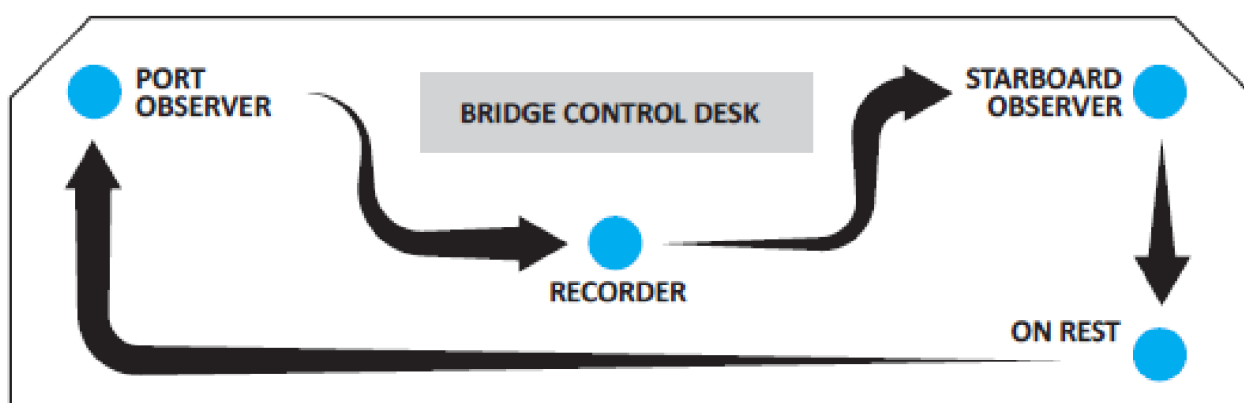 PORT
OBSERVER
BRIDGE CONTROL DESK
STARBOARD
OBSERVER
RECORDER
ON REST